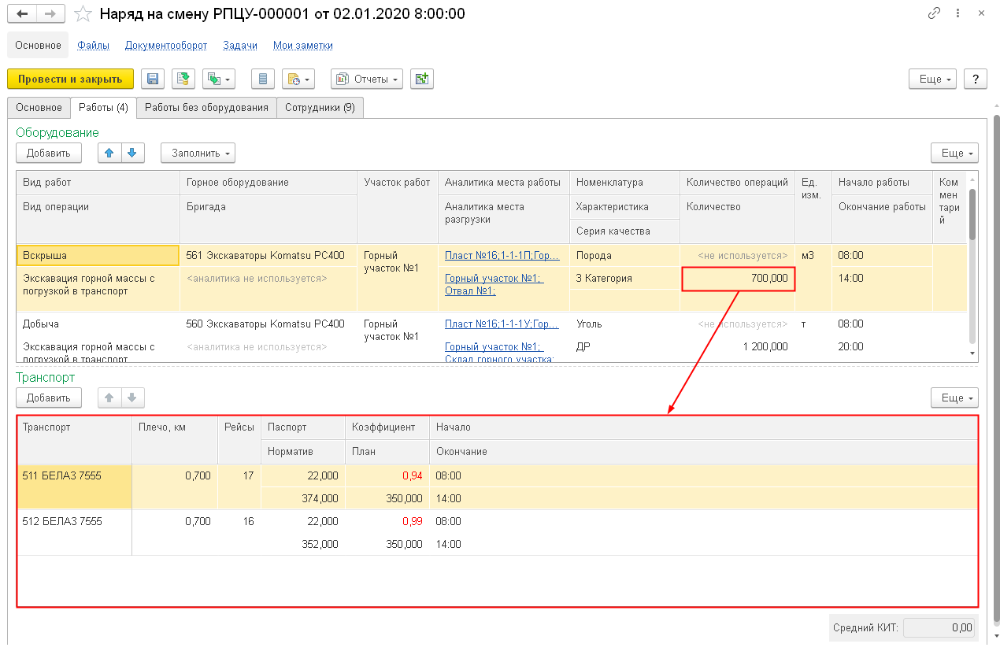 Наряд на смену РПЦУ-000001 от 02.01.2020 8:00:00
Основное Файлы Документооборот Задачи Мои заметки
Провести и закрыть Отчеты Еще ?
Основное Работы (4) Работы без оборудования Сотрудники (9)
Оборудование
Добавить Заполнить Еще
Вид работ Горное оборудование Участок работ Аналитика места работы Номенклатура Количество операций Ед. Начало работы Ком
изм. мен
Вид операции Бригада Аналитика места Характеристика Количество Окончание работы тари
разгрузки й
Серия качества
Вскрыша 561 Экскаваторы Komatsu PC400 Горный Пласт №16;1-1-1П;Гор... Порода <не используется> м3 08:00
участок №1
Экскавация горной массы с <аналитика не используется> Горный участок №1; 3 Категория 700,000 14:00
погрузкой в транспорт Отвал №1;
Добыча 560 Экскаваторы Komatsu PC400 Горный Пласт №16;1-1-1У;Гор... Уголь <не используется> т 08:00
участок №1
Экскавация горной массы с <аналитика не используется> Горный участок №1; ДР 1 200,000 20:00
погрузкой в транспорт Склад горного участка;
Транспорт
Добавить Еще
Транспорт Плечо, км Рейсы Паспорт Коэффициент Начало
Норматив План Окончание
511 БЕЛАЗ 7555 0,700 17 22,000 0,94 08:00
374,000 350,000 14:00
512 БЕЛАЗ 7555 0,700 16 22,000 0,99 08:00
352,000 350,000 14:00
Средний КИТ: 0,00